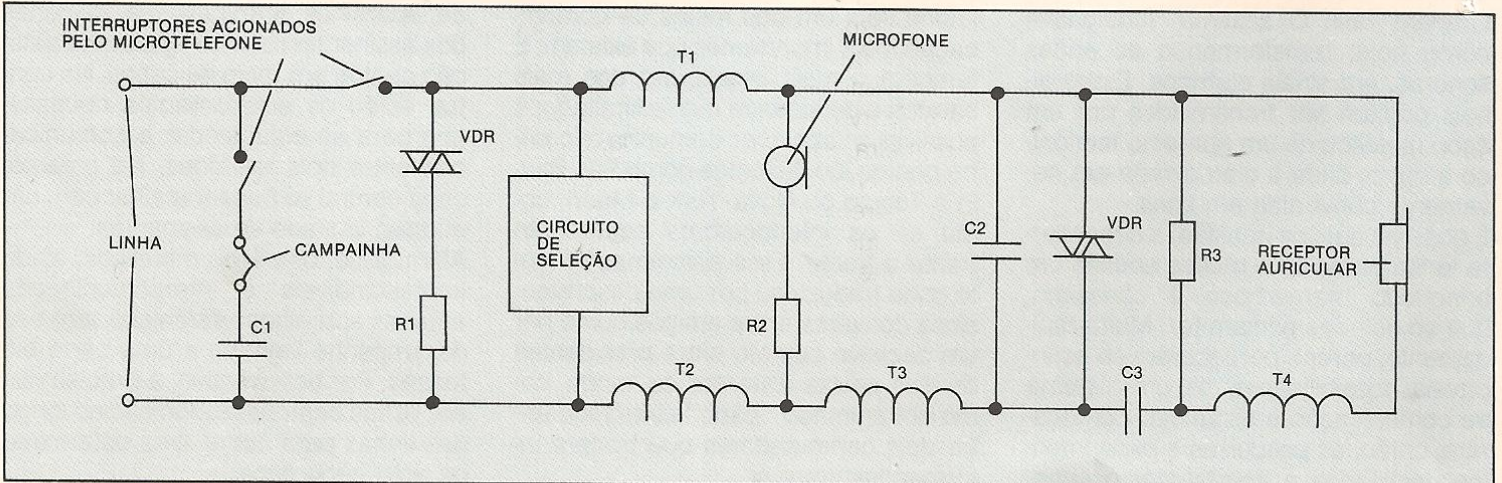 INTERRUPTORES ACIONADOS
PELO MICROTELEFONE
T1
MICROFONE
VDR
LINHA
CAMPAINHA
C1
R1
CIRCUITO
DE
SELEÇÃO
R2
C2
VDR
R3
RECEPTOR
AURICULAR
T2
T3
C3
T4